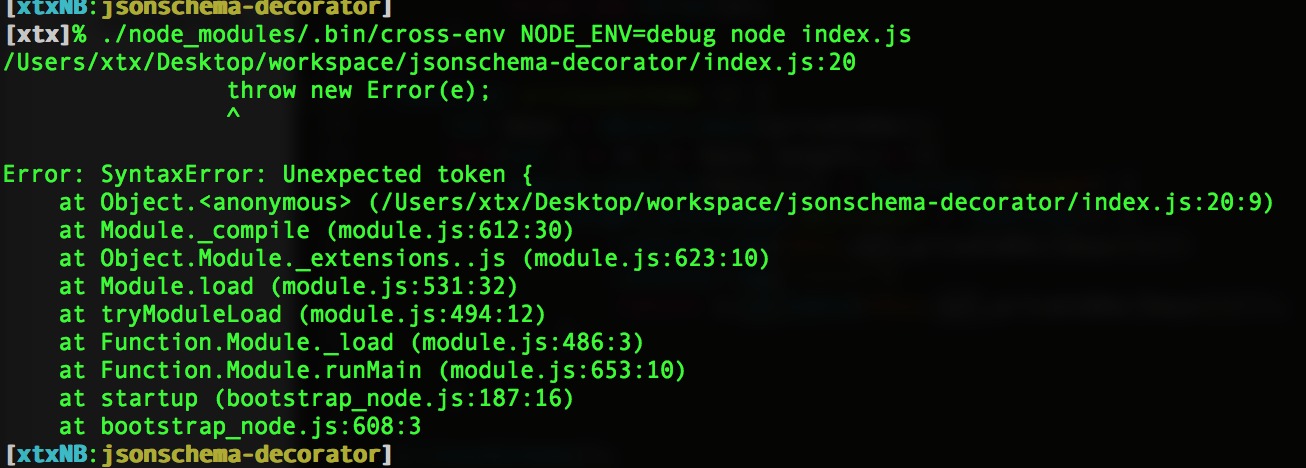 [xtxNB:jsonschema-decorator]
[xtx]% ./node_modules/.bin/cross-env NODE_ENV=debug node index.js
/Users/xtx/Desktop/workspace/jsonschema-decorator/index.js:20
throw new Error(e);
^
Error: SyntaxError: Unexpected token {
at Object.<anonymous> (/Users/xtx/Desktop/workspace/jsonschema-decorator/index.js:20:9)
at Module._compile (module.js:612:30)
at Object.Module._extensions..js (module.js:623:10)
at Module.load (module.js:531:32)
at tryModuleLoad (module.js:494:12)
at Function.Module._load (module.js:486:3)
at Function.Module.runMain (module.js:653:10)
at startup (bootstrap_node.js:187:16)
at bootstrap_node.js:608:3
[xtxNB:jsonschema-decorator]